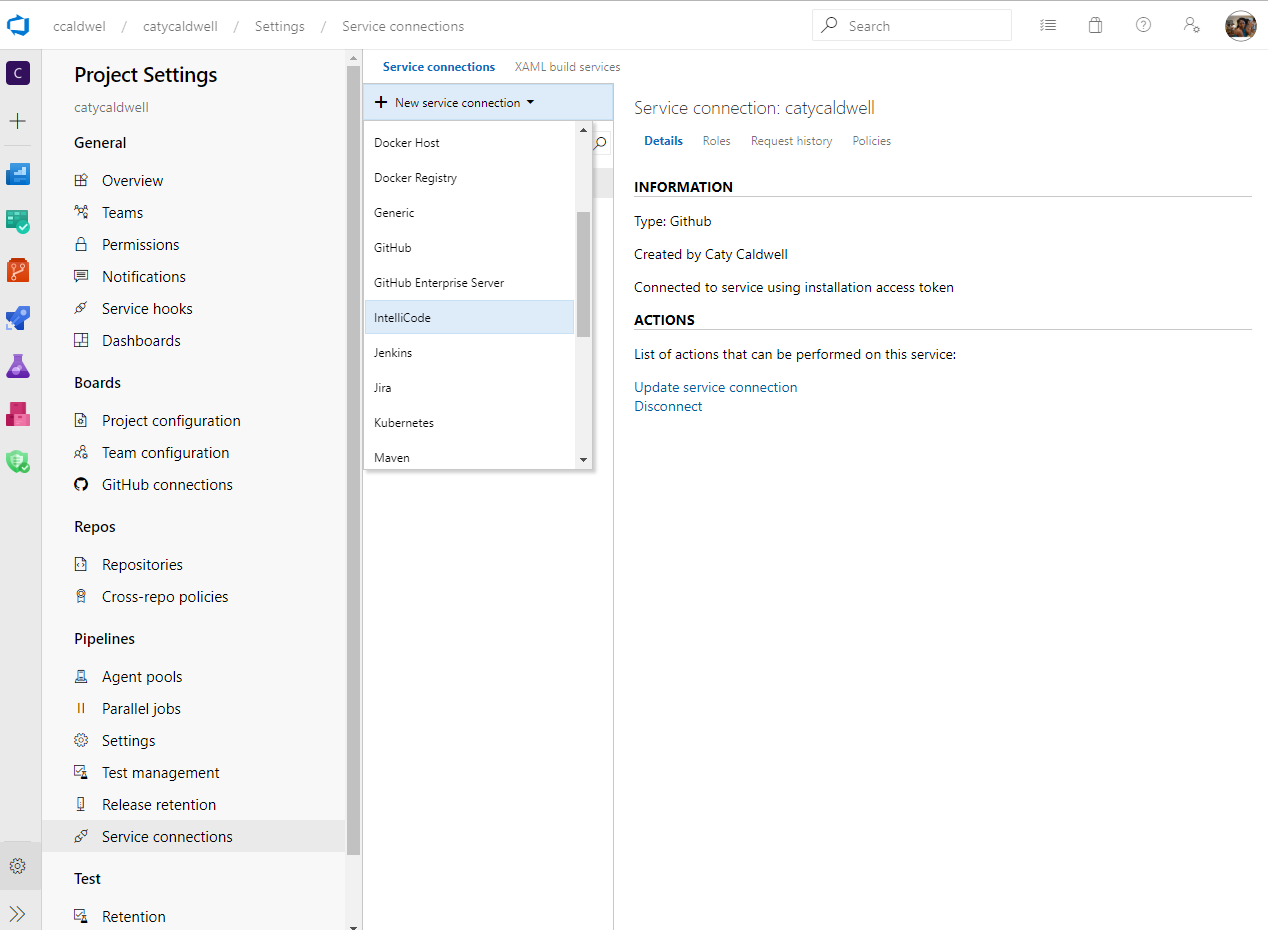 ccaldwel / catycaldwell / Settings / Service connections
Search
C
Project Settings
catycaldwell
General
Overview
Teams
Permissions
Notifications
Service hooks
Dashboards
Boards
Project configuration
Team configuration
GitHub connections
Repos
Repositories
Cross-repo policies
Pipelines
Agent pools
Parallel jobs
Settings
Test management
Release retention
Service connections
Test
Retention
Service connections XAML build services
New service connection
Docker Host
Docker Registry
Generic
GitHub
GitHub Enterprise Server
IntelliCode
Jenkins
Jira
Kubernetes
Maven
Service connection: catycaldwell
Details Roles Request history Policies
INFORMATION
Type: Github
Created by Caty Caldwell
Connected to service using installation access token
ACTIONS
List of actions that can be performed on this service:
Update service connection
Disconnect